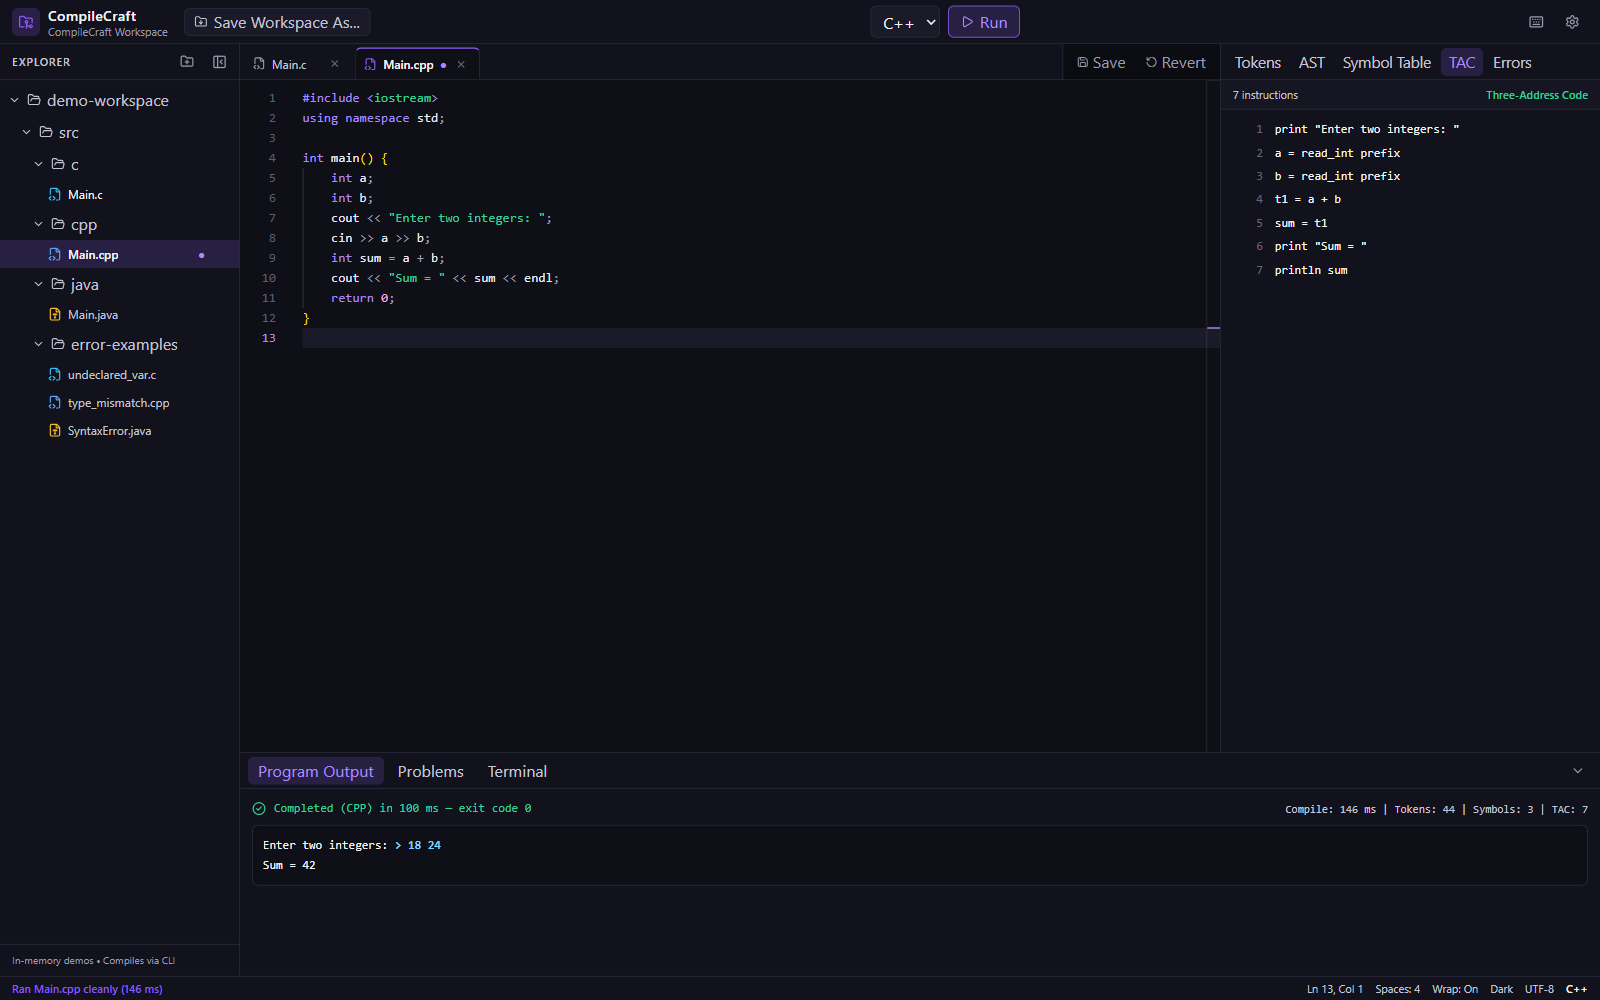 CompileCraft
CompileCraft Workspace
Save Workspace As...
C++
Run
EXPLORER
demo-workspace
src
c
Main.c
cpp
Main.cpp
java
Main.java
error-examples
undeclared_var.c
type_mismatch.cpp
SyntaxError.java
In-memory demos • Compiles via CLI
Main.c
Main.cpp
Save
Revert
1 #include <iostream>
2 using namespace std;
3
4 int main() {
5 int a;
6 int b;
7 cout << "Enter two integers: ";
8 cin >> a >> b;
9 int sum = a + b;
10 cout << "Sum = " << sum << endl;
11 return 0;
12 }
13
Tokens AST Symbol Table TAC Errors
7 instructions Three-Address Code
1 print "Enter two integers: "
2 a = read_int prefix
3 b = read_int prefix
4 t1 = a + b
5 sum = t1
6 print "Sum = "
7 println sum
Program Output Problems Terminal
Completed (CPP) in 100 ms — exit code 0
Compile: 146 ms | Tokens: 44 | Symbols: 3 | TAC: 7
Enter two integers: > 18 24
Sum = 42
Ran Main.cpp cleanly (146 ms)
Ln 13, Col 1 Spaces: 4 Wrap: On Dark UTF-8 C++